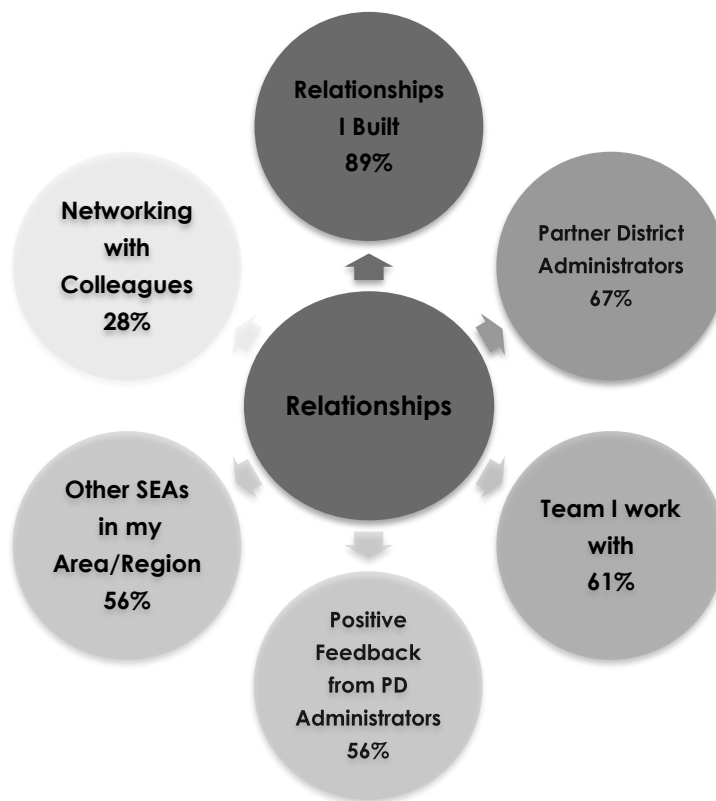 Relationships
I Built
89%
Partner District
Administrators
67%
Team I work
with
61%
Positive
Feedback
from PD
Administrators
56%
Other SEAs
in my
Area/Region
56%
Networking
with
Colleagues
28%
Relationships